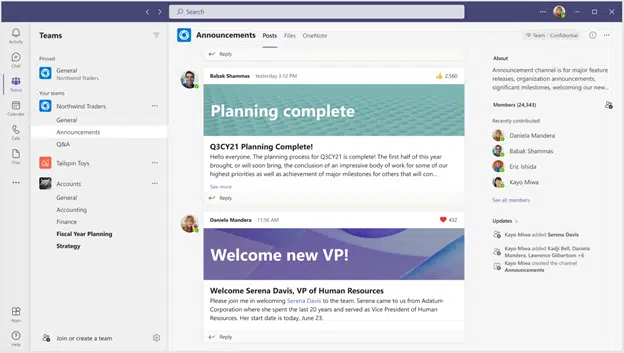 Search
Activity
Chat
Teams
Calendar
Calls
Files
Apps
Help
Teams
Pinned
General
Northwind Traders
Your teams
Northwind Traders
General
Announcements
Q&A
Tailspin Toys
Accounts
General
Accounting
Finance
Fiscal Year Planning
Strategy
Join or create a team
Announcements Posts Files OneNote
Team | Confidential
Reply
Babak Shammas Yesterday 3:12 PM 2,560
Planning complete
Q3CY21 Planning Complete!
Hello everyone. The planning process for Q3CY21 is complete! The first half of this year
brought, or will soon bring, the conclusion of an impressive body of work for some of our
highest priorities as well as achievement of major milestones for others that will con...
See more
Reply
Daniela Mandera 11:56 AM 432
Welcome new VP!
Welcome Serena Davis, VP of Human Resources
Please join me in welcoming Serena Davis to the team. Serena came to us from Adatum
Corporation where she spent the last 20 years and served as Vice President of Human
Resources. Her start date is today, June 23.
Reply
About
Announcement channel is for major feature
releases, organization announcements,
significant milestones, welcoming our new...
Members (24,343)
Recently contributed
Daniela Mandera
Babak Shammas
Eric Ishida
Kayo Miwa
See all members
Updates
Kayo Miwa added Serena Davis
Kayo Miwa added Kadji Bell, Daniela
Mandera, Lawrence Gilbertson +6
Kayo Miwa created the channel
Announcements